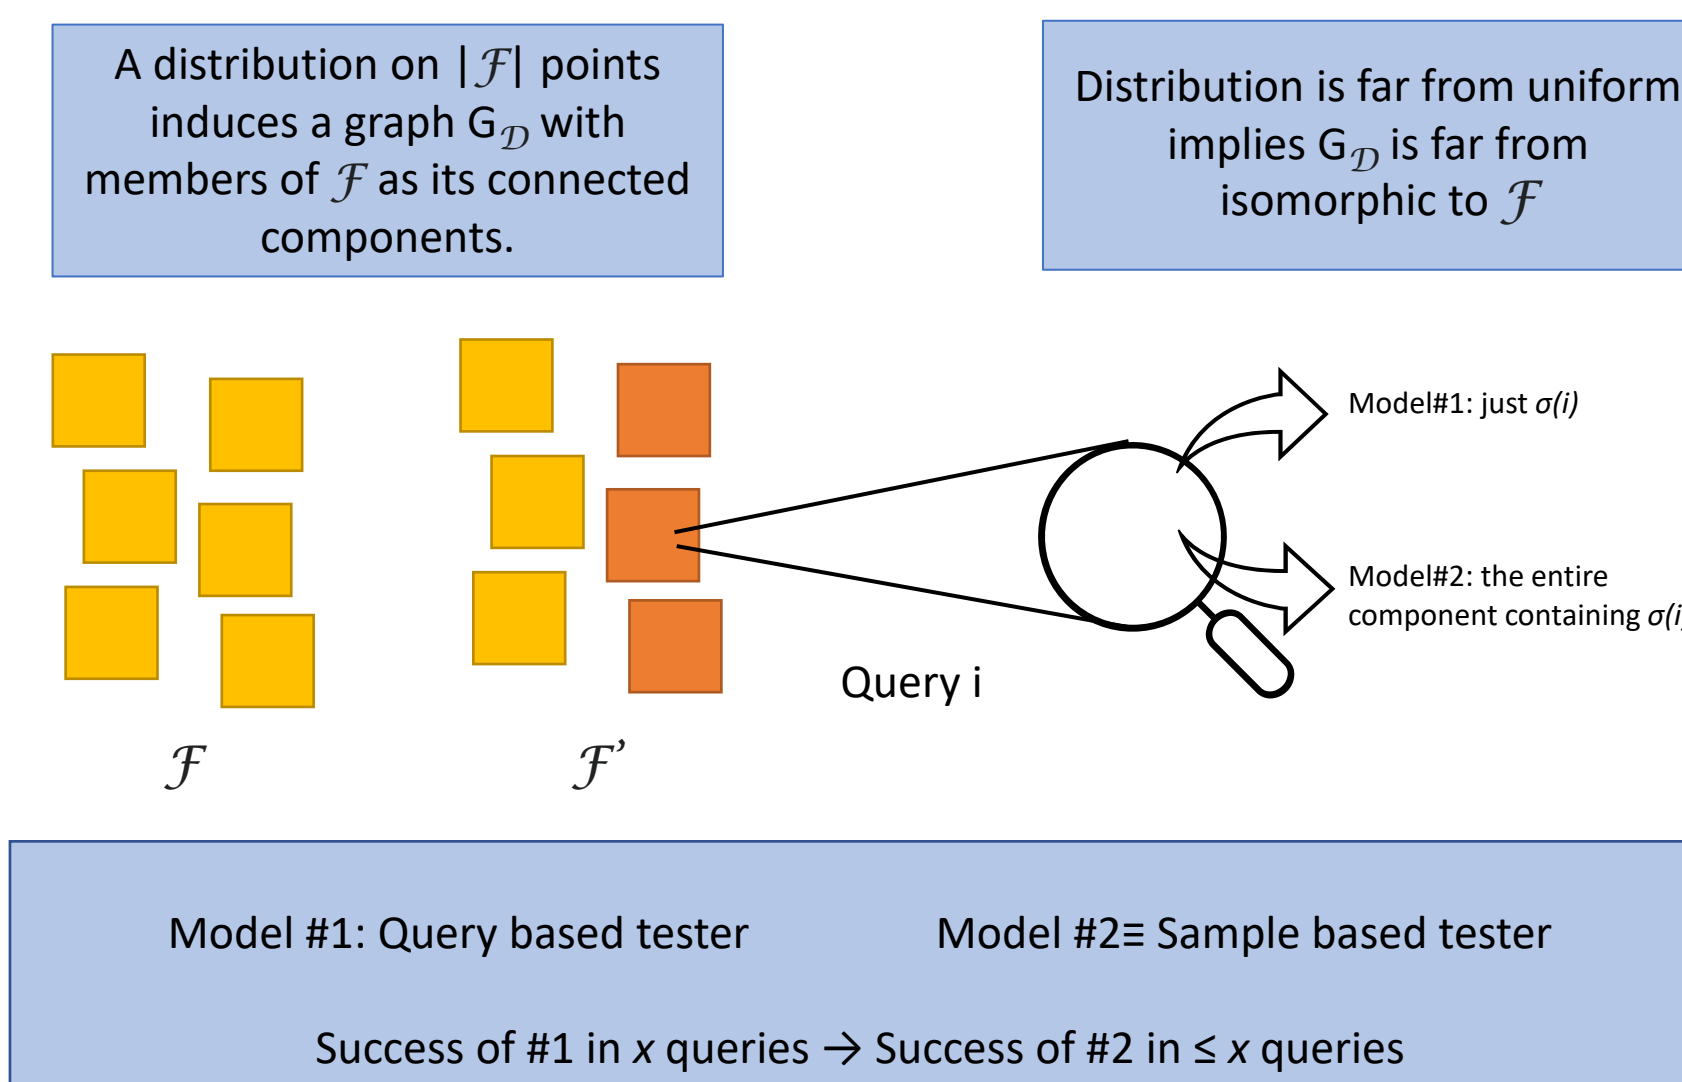 A distribution on |ℱ| points
induces a graph G𝒟 with
members of ℱ as its connected
components.
Distribution is far from uniform
implies G𝒟 is far from
isomorphic to ℱ
Model#1: just σ(i)
Model#2: the entire
component containing σ(i)
Query i
ℱ
ℱ’
Model #1: Query based tester
Model #2≡ Sample based tester
Success of #1 in x queries → Success of #2 in ≤ x queries